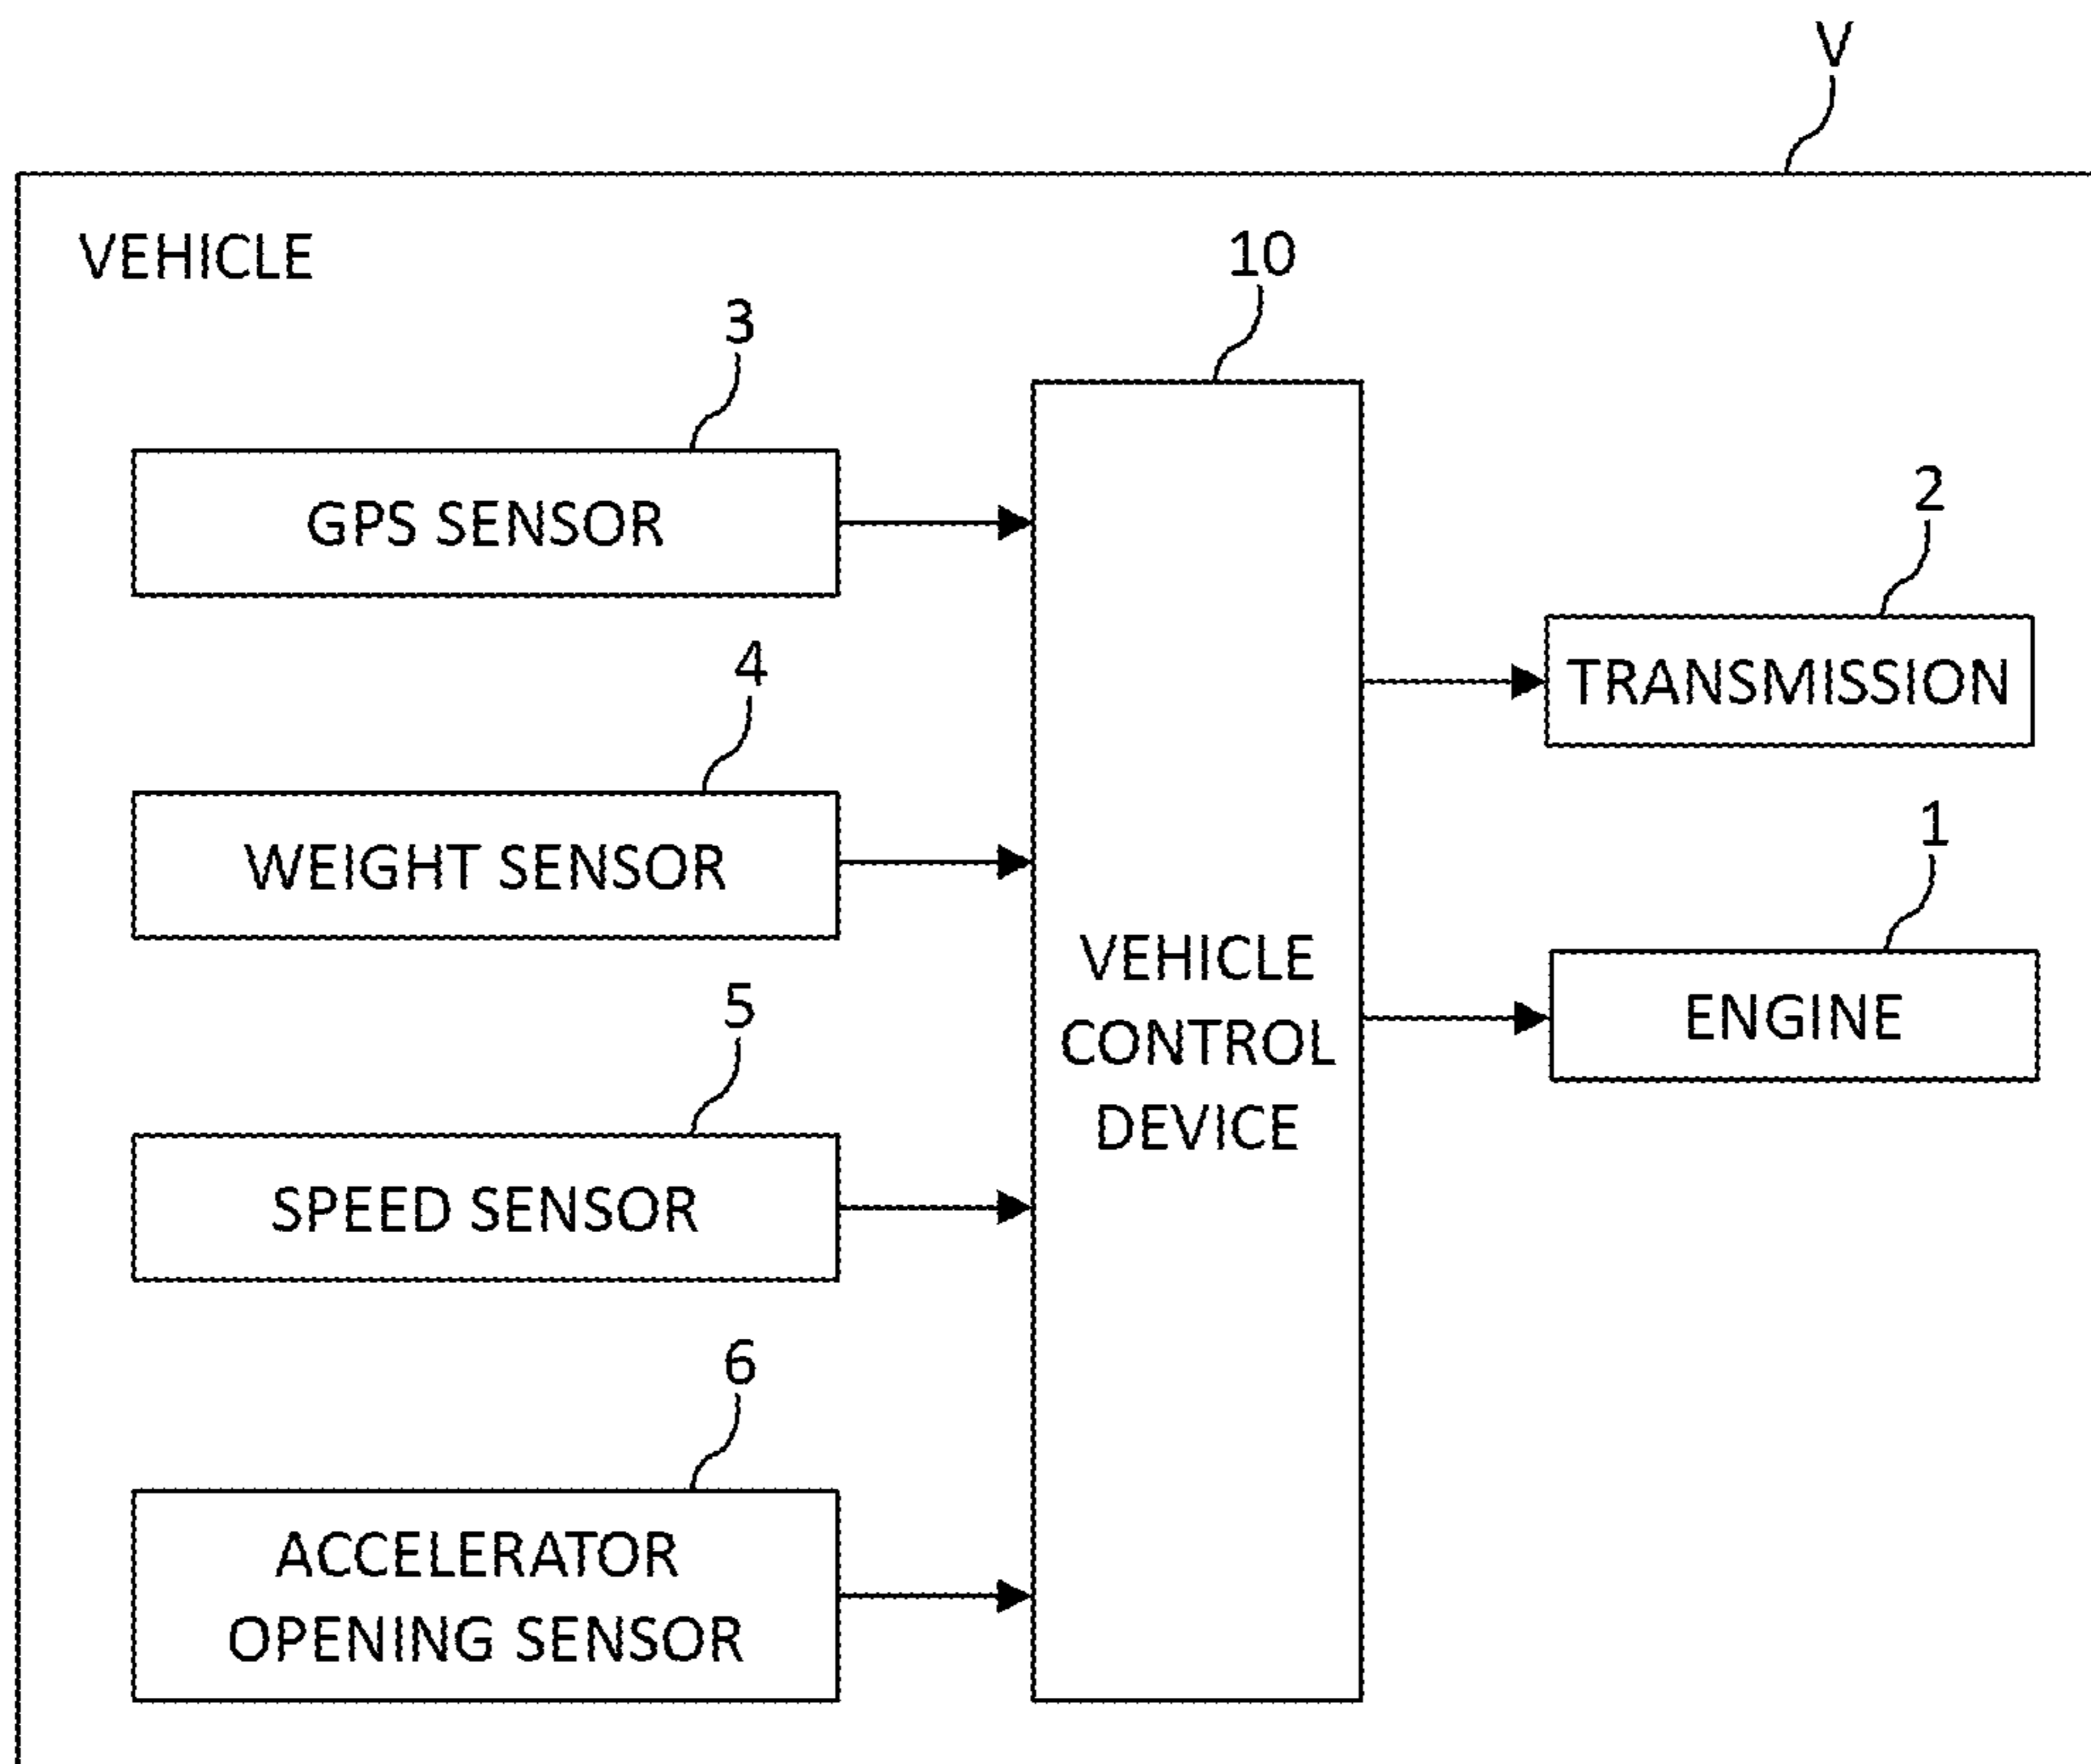 V
VEHICLE
10
3
GPS SENSOR
2
TRANSMISSION
4
WEIGHT SENSOR
1
ENGINE
VEHICLE
CONTROL
DEVICE
5
SPEED SENSOR
6
ACCELERATOR
OPENING SENSOR